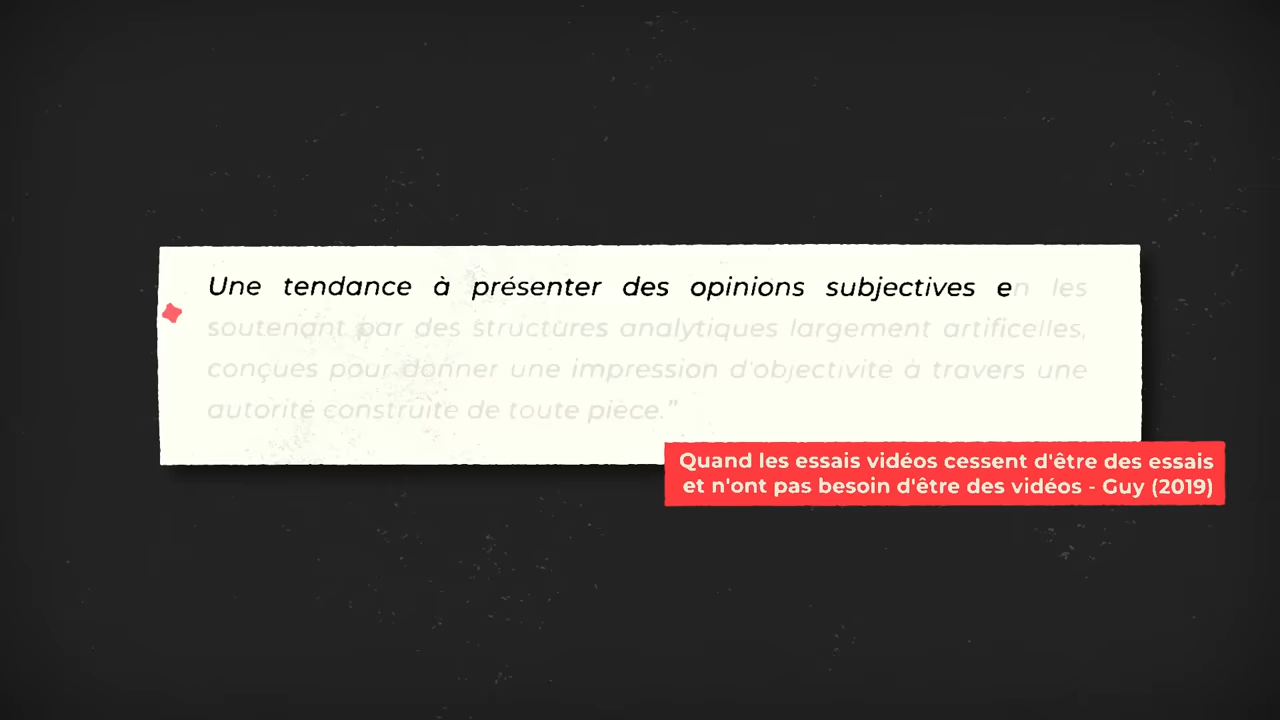 Une tendance à présenter des opinions subjectives en les
soutenant par des structures analytiques largement artificelles,
conçues pour donner une impression d'objectivité à travers une
autorité construite de toute pièce.”
Quand les essais vidéos cessent d'être des essais
et n'ont pas besoin d'être des vidéos - Guy (2019)